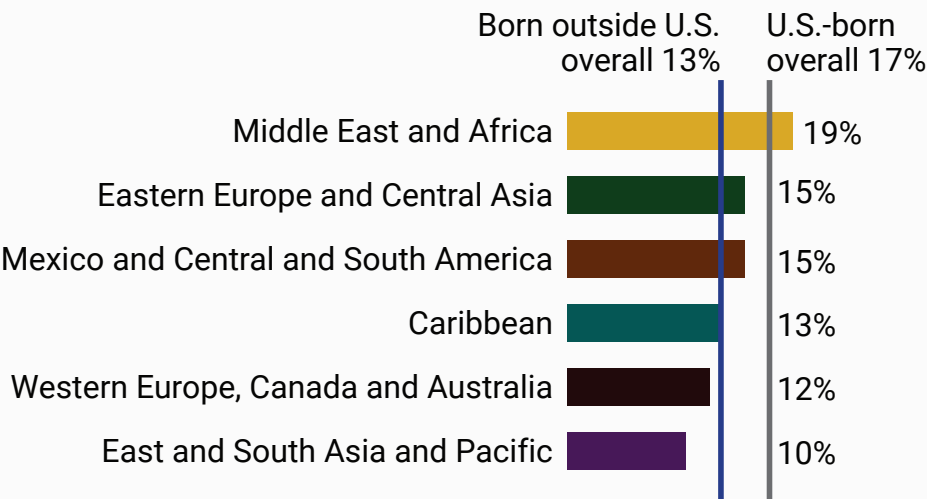 Born outside U.S.
overall 13%
U.S.-born
overall 17%
Middle East and Africa 19%
Eastern Europe and Central Asia 15%
Mexico and Central and South America 15%
Caribbean 13%
Western Europe, Canada and Australia 12%
East and South Asia and Pacific 10%